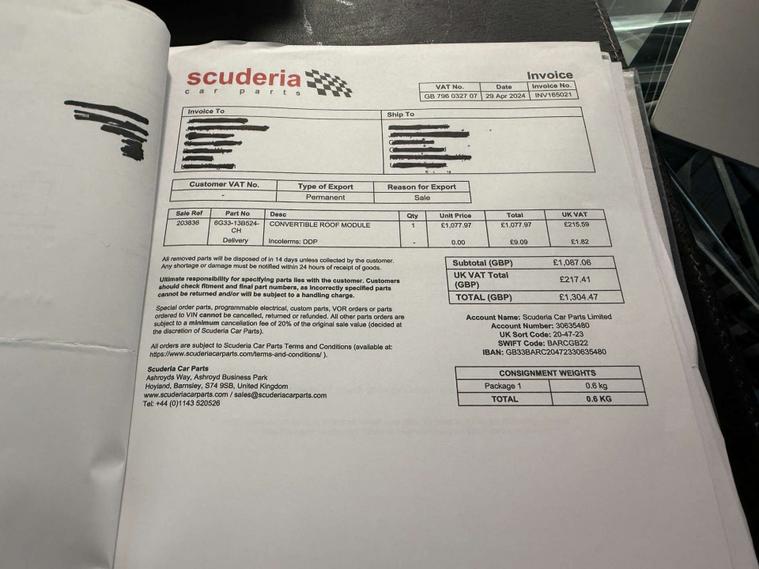 scuderia
car parts
Invoice
VAT No. Date Invoice No.
GB 796 0327 07 29 Apr 2024 INV165021
Invoice To Ship To
Customer VAT No. Type of Export Reason for Export
- Permanent Sale
Sale Ref Part No Desc Qty Unit Price Total UK VAT
203836 6G33-13B524-CH CONVERTIBLE ROOF MODULE 1 £1,077.97 £1,077.97 £215.59
Delivery Incoterms: DDP - 0.00 £9.09 £1.82
All removed parts will be disposed of in 14 days unless collected by the customer.
Any shortage or damage must be notified within 24 hours of receipt of goods.
Ultimate responsibility for specifying parts lies with the customer. Customers
should check fitment and final part numbers, as incorrectly specified parts
cannot be returned and/or will be subject to a handling charge.
Special order parts, programmable electrical, custom parts, VOR orders or parts
ordered to VIN cannot be cancelled, returned or refunded. All other parts orders are
subject to a minimum cancellation fee of 20% of the original sale value (decided at
the discretion of Scuderia Car Parts).
All orders are subject to Scuderia Car Parts Terms and Conditions (available at:
https://www.scuderiacarparts.com/terms-and-conditions/ ).
Scuderia Car Parts
Ashroyds Way, Ashroyd Business Park
Hoyland, Barnsley, S74 9SB, United Kingdom
www.scuderiacarparts.com / sales@scuderiacarparts.com
Tel: +44 (0)1143 520526
Subtotal (GBP) £1,087.06
UK VAT Total (GBP) £217.41
TOTAL (GBP) £1,304.47
Account Name: Scuderia Car Parts Limited
Account Number: 30635480
UK Sort Code: 20-47-23
SWIFT Code: BARCGB22
IBAN: GB33BARC20472330635480
CONSIGNMENT WEIGHTS
Package 1 0.6 kg
TOTAL 0.6 KG